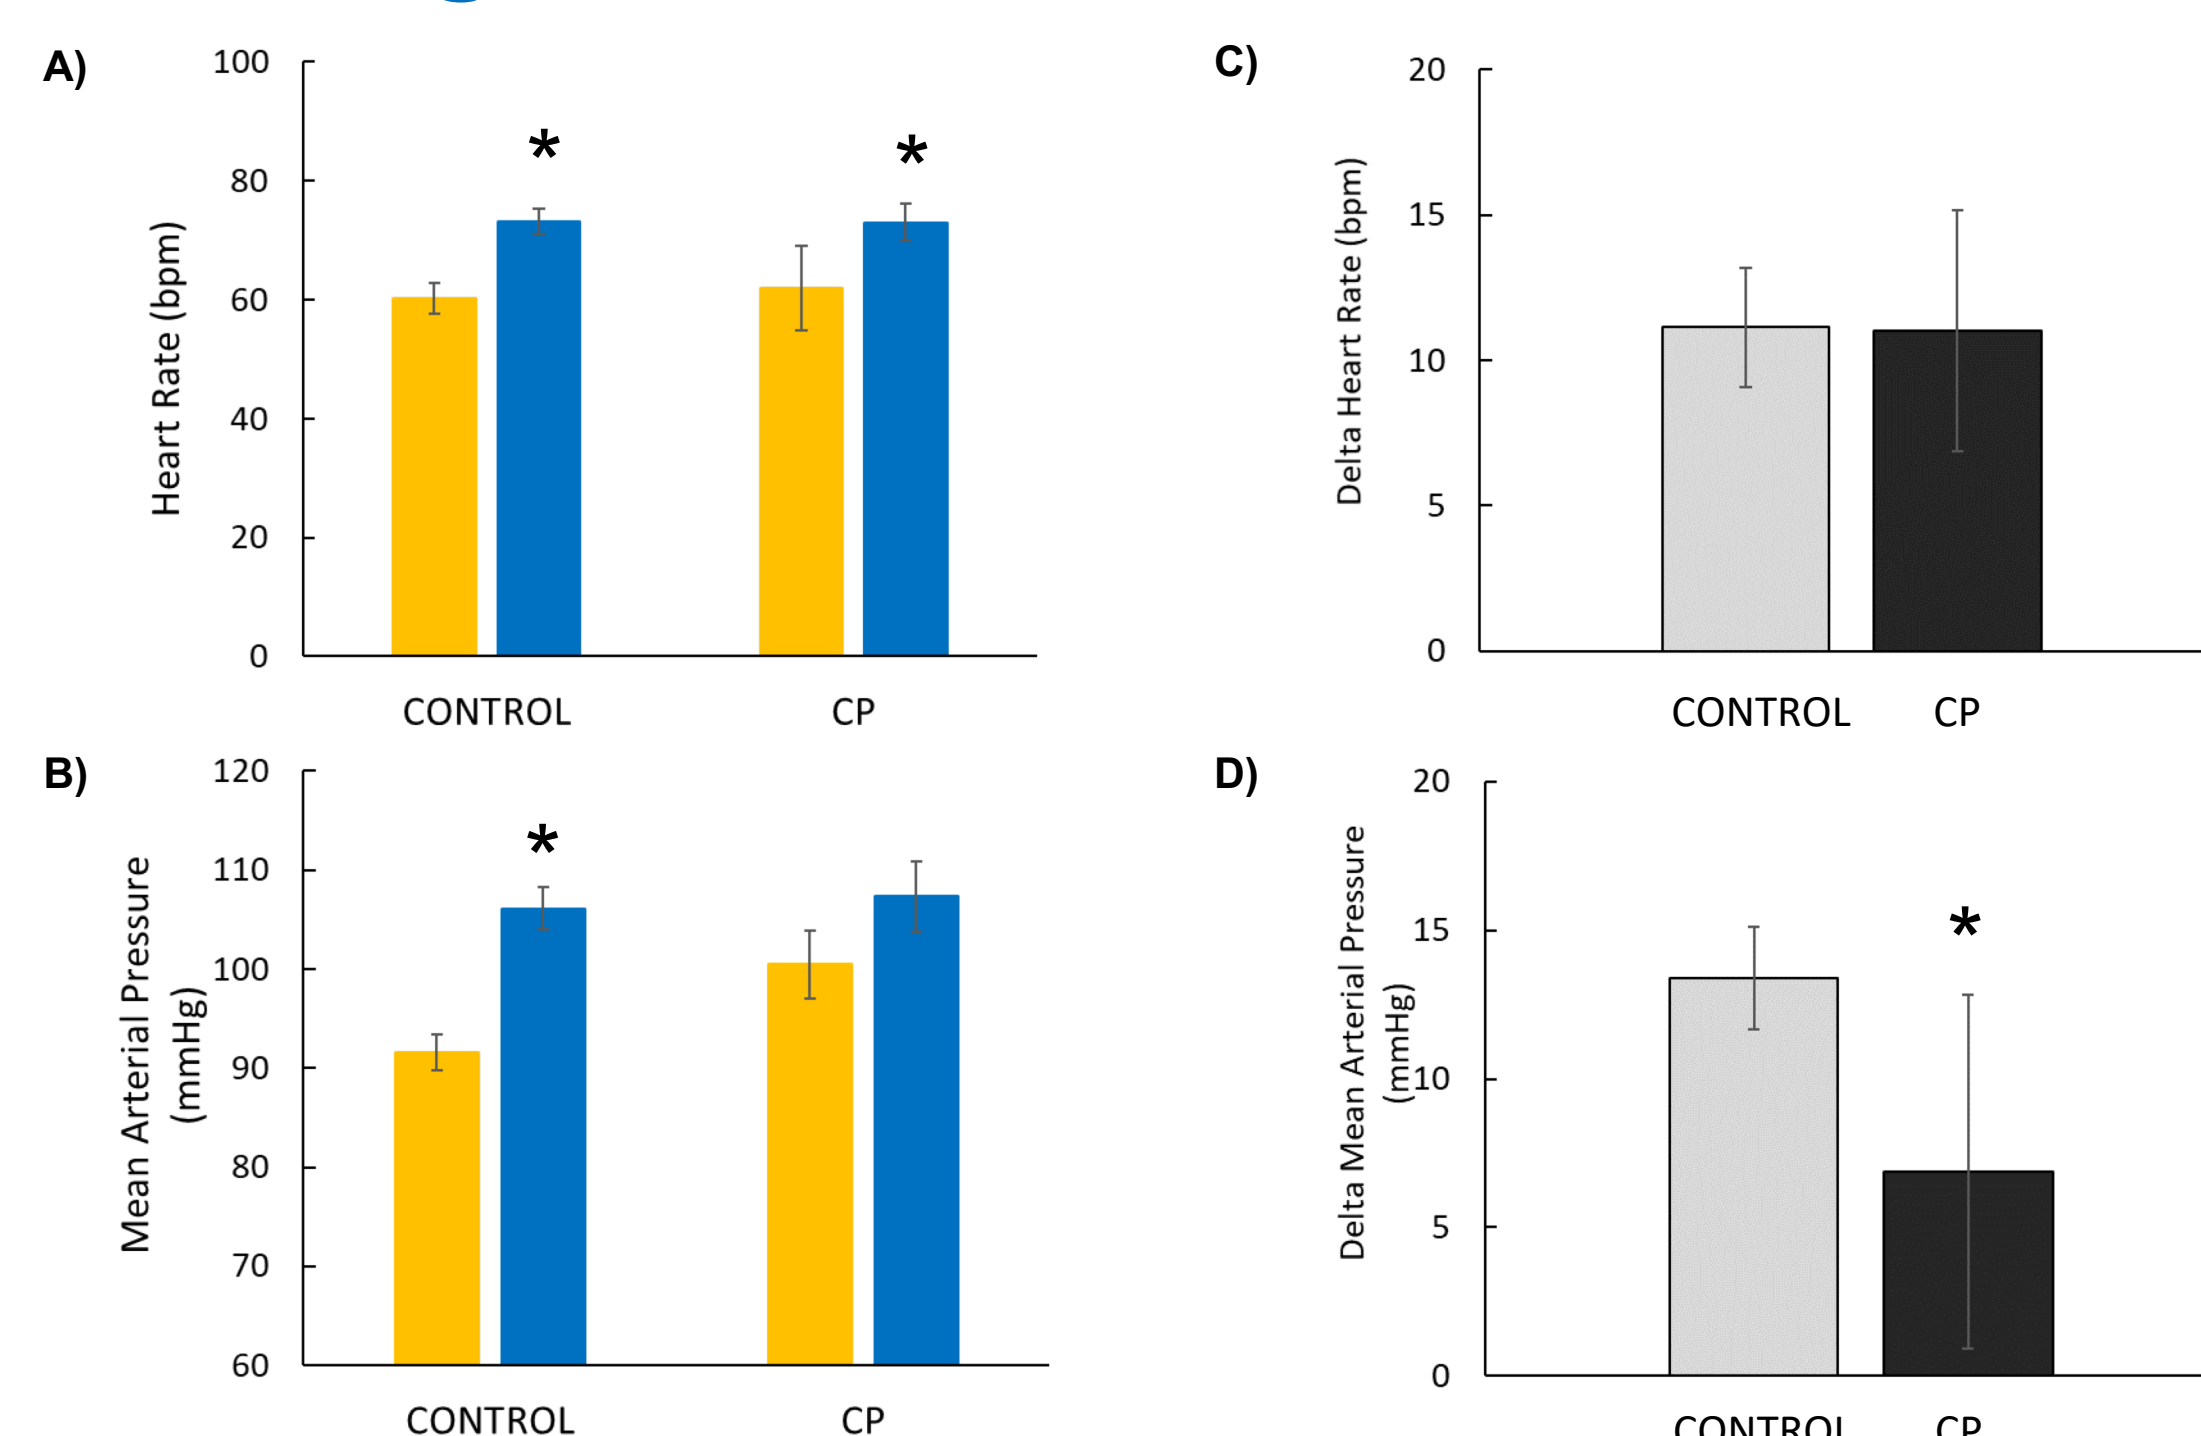 A)
100
80
60
40
20
0
Heart Rate (bpm)
*
*
CONTROL CP
B)
120
110
100
90
80
70
60
Mean Arterial Pressure
(mmHg)
*
CONTROL CP
C)
20
15
10
5
0
Delta Heart Rate (bpm)
CONTROL CP
D)
20
15
10
5
0
Delta Mean Arterial Pressure
(mmHg)
*
CONTROL CP